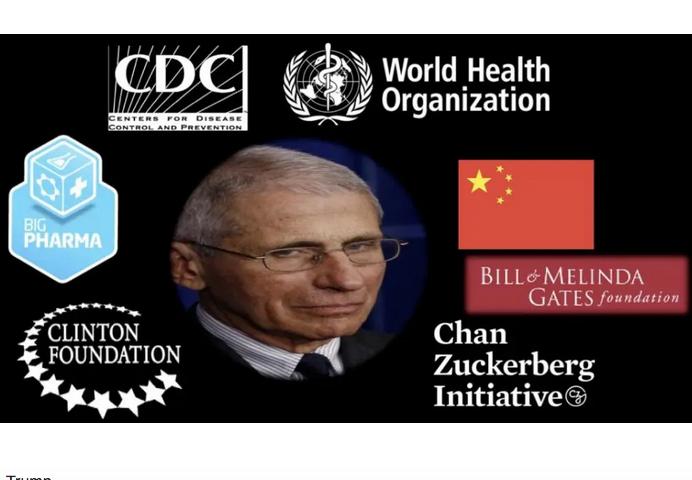 CDC
CENTERS FOR DISEASE
CONTROL AND PREVENTION
World Health
Organization
BIG
PHARMA
BILL & MELINDA
GATES foundation
CLINTON
FOUNDATION
Chan
Zuckerberg
Initiative
Trump